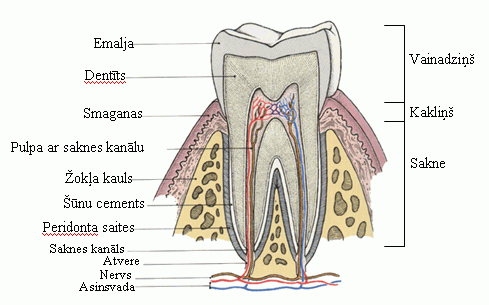 Emalja
Dentīts
Smaganas
Pulpa ar saknes kanālu
Žokļa kauls
Šūnu cements
Peridonta saites
Saknes kanāls
Atvere
Nervs
Asinsvada
Vainadziņš
Kakliņš
Sakne